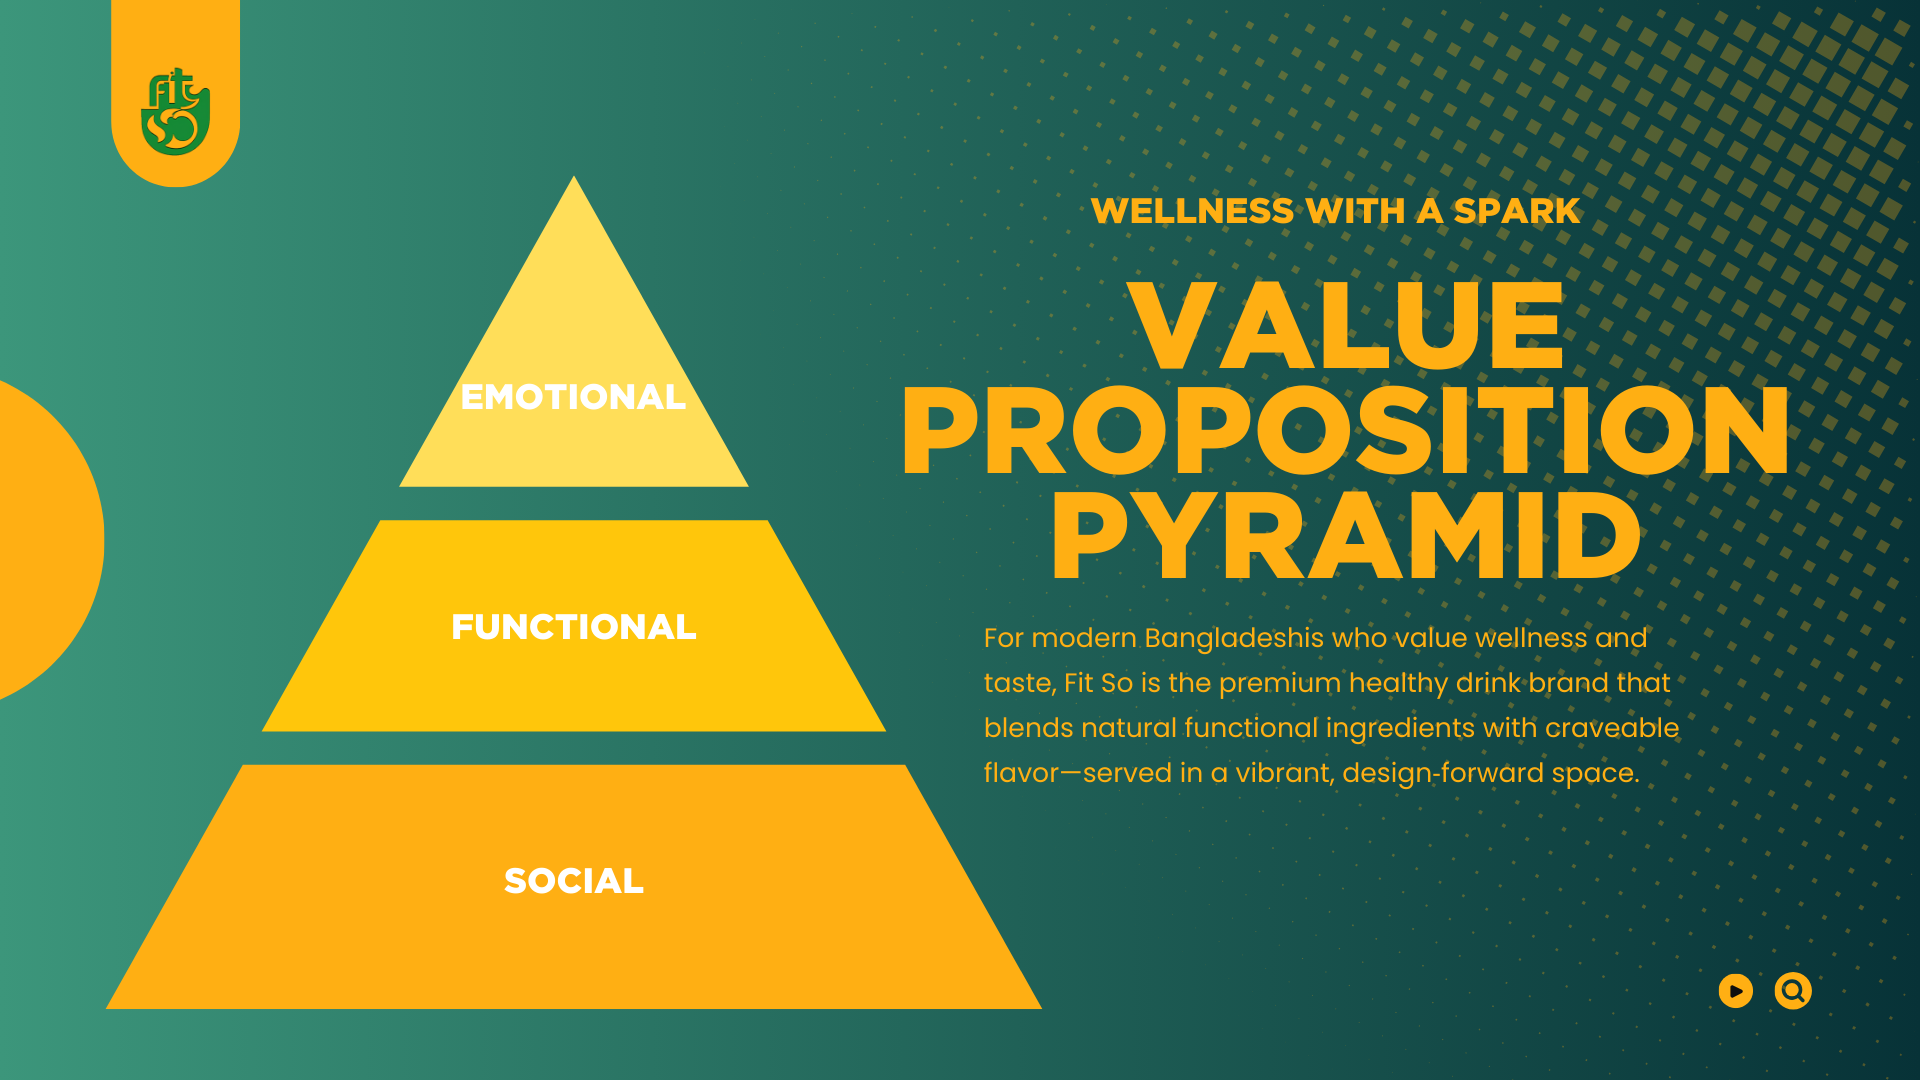 Fit
So
WELLNESS WITH A SPARK
VALUE
PROPOSITION
PYRAMID
For modern Bangladeshis who value wellness and
taste, Fit So is the premium healthy drink brand that
blends natural functional ingredients with craveable
flavor—served in a vibrant, design-forward space.
EMOTIONAL
FUNCTIONAL
SOCIAL